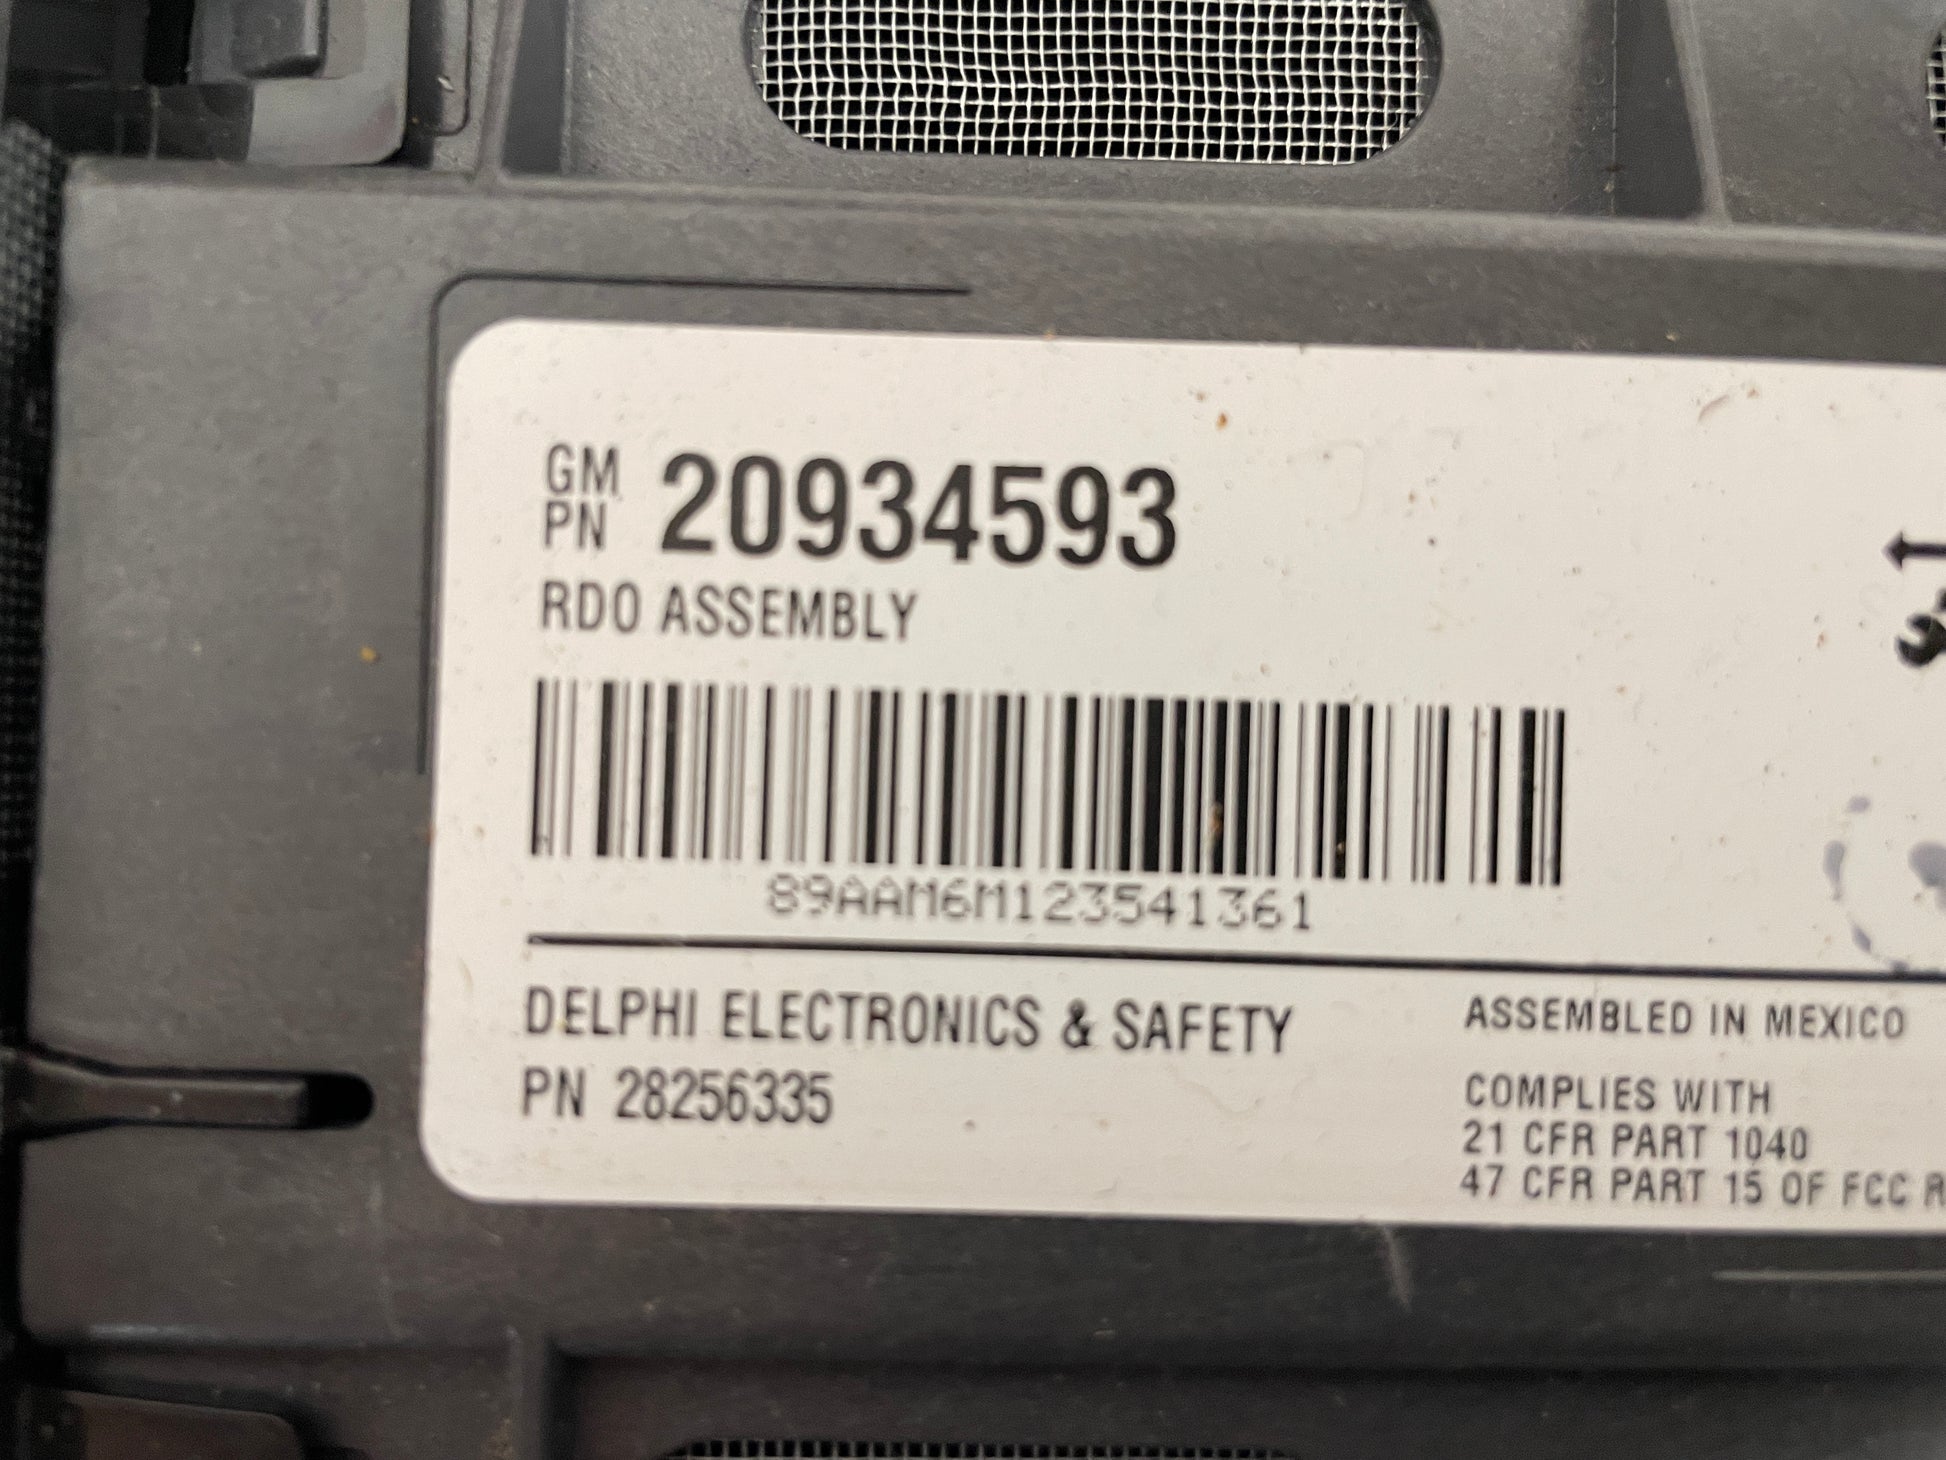 GM
PN 20934593
RDO ASSEMBLY
89AAM6M123541361
DELPHI ELECTRONICS & SAFETY
PN 28256335
ASSEMBLED IN MEXICO
COMPLIES WITH
21 CFR PART 1040
47 CFR PART 15 OF FCC R